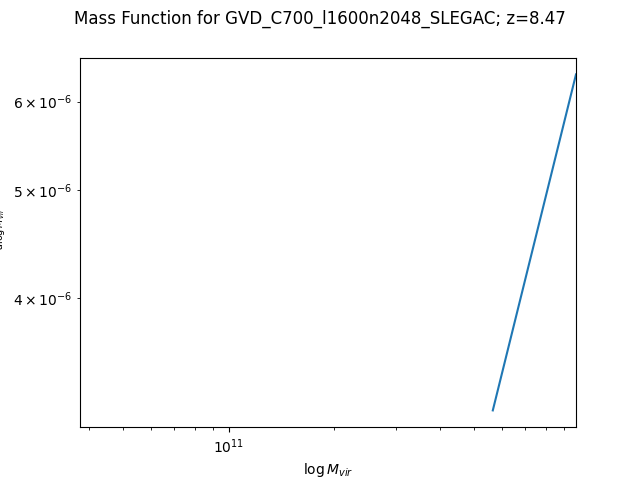 Mass Function for GVD_C700_l1600n2048_SLEGAC; z=8.47
6 × 10⁻⁶
5 × 10⁻⁶
4 × 10⁻⁶
10¹¹
log M_vir